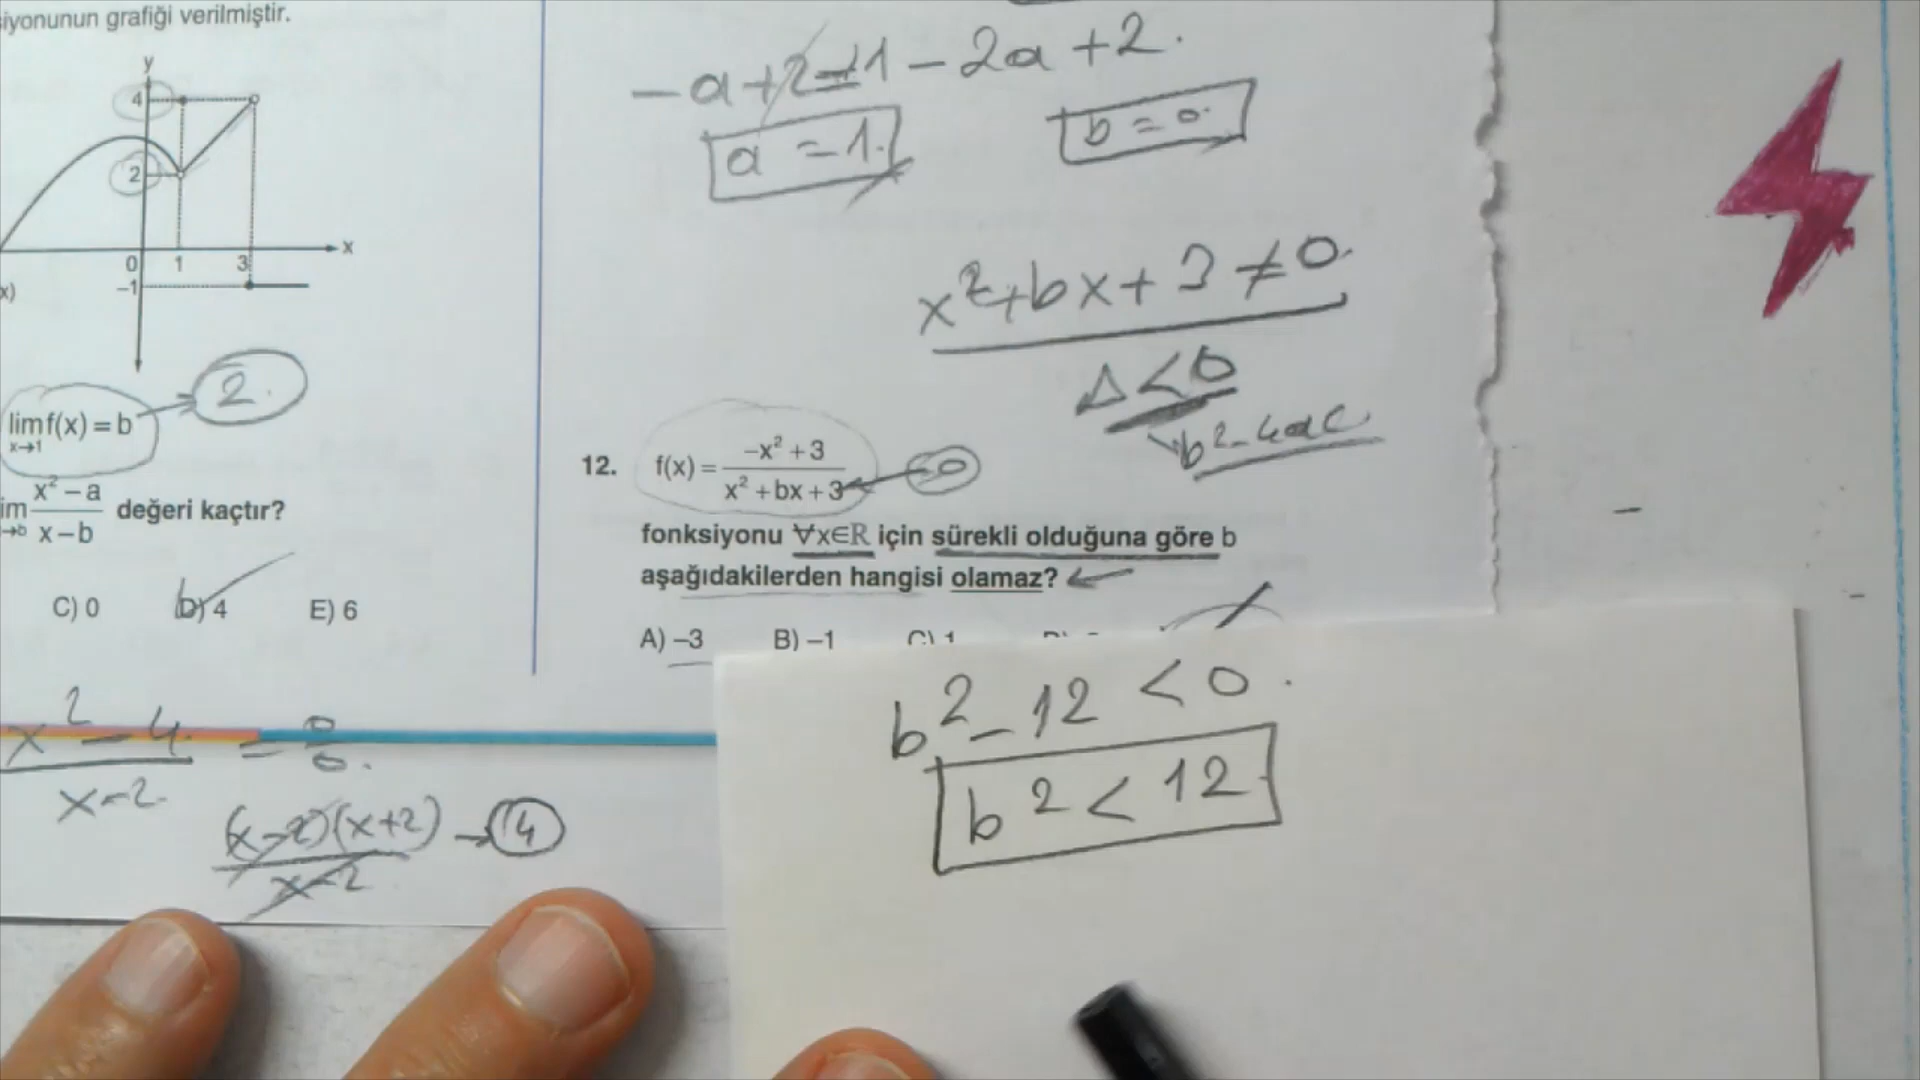 siyonunun grafiği verilmiştir.
y
4
2
0 1 3 x
-1
x)
lim f(x) = b → 2
x→1
x² – a
x – b
değeri kaçtır?
C) 0 D) 4 E) 6
x² - 4 = 0/0.
x-2
(x-2)(x+2) → 4
x-2
-a+2=1-2a+2.
a = 1. b = 0.
x²+bx+3≠0.
Δ<0
b²-4ac
12. f(x) = (–x² + 3)/(x² + bx + 3) ≠0
fonksiyonu ∀x∈ℝ için sürekli olduğuna göre b
aşağıdakilerden hangisi olamaz?
A) –3 B) –1 C) 1
b²-12 < 0.
b² < 12